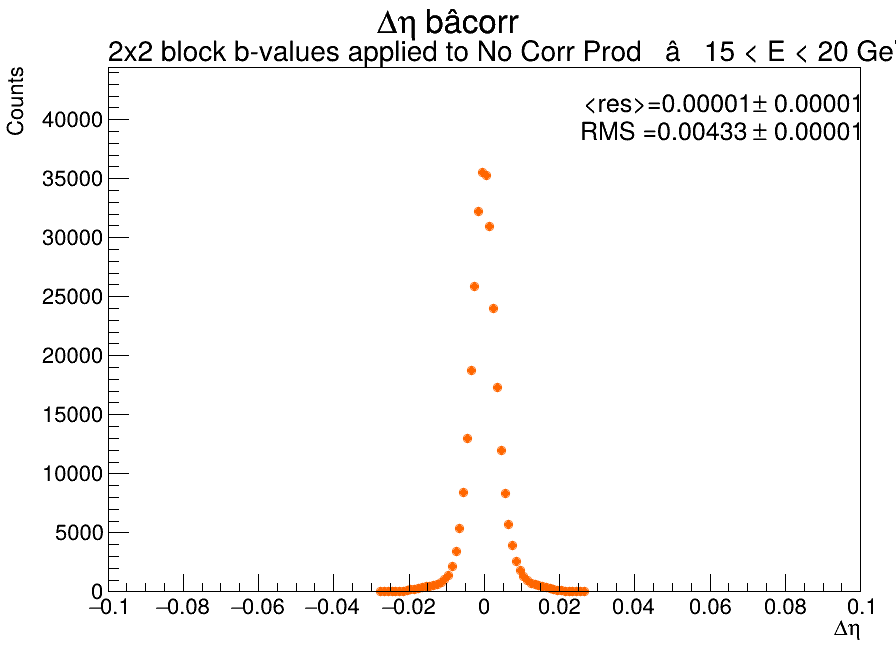 Δη bâcorr
2x2 block b-values applied to No Corr Prod â 15 < E < 20 GeV
Counts
<res>=0.00001± 0.00001
RMS =0.00433± 0.00001
40000
35000
30000
25000
20000
15000
10000
5000
0
−0.1 −0.08 −0.06 −0.04 −0.02 0 0.02 0.04 0.06 0.08 0.1
Δη